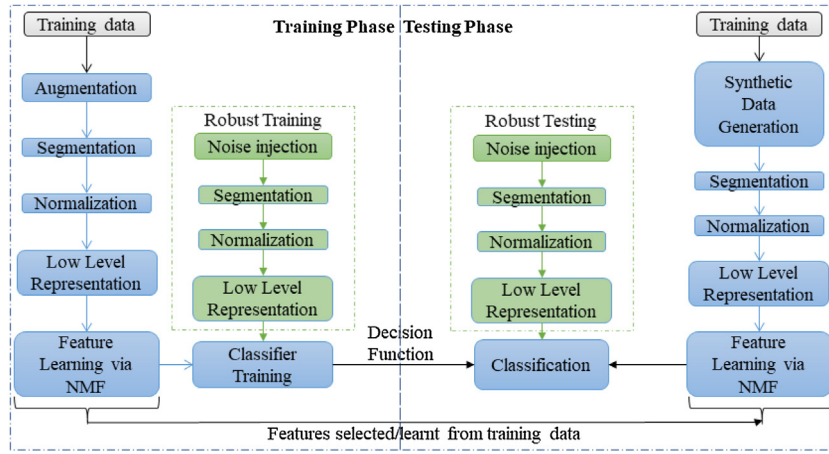 Training data
Training Phase
Testing Phase
Training data
Augmentation
Segmentation
Normalization
Low Level
Representation
Feature
Learning via
NMF
Robust Training
Noise injection
Segmentation
Normalization
Low Level
Representation
Classifier
Training
Decision
Function
Robust Testing
Noise injection
Segmentation
Normalization
Low Level
Representation
Classification
Synthetic
Data
Generation
Segmentation
Normalization
Low Level
Representation
Feature
Learning via
NMF
Features selected/learnt from training data